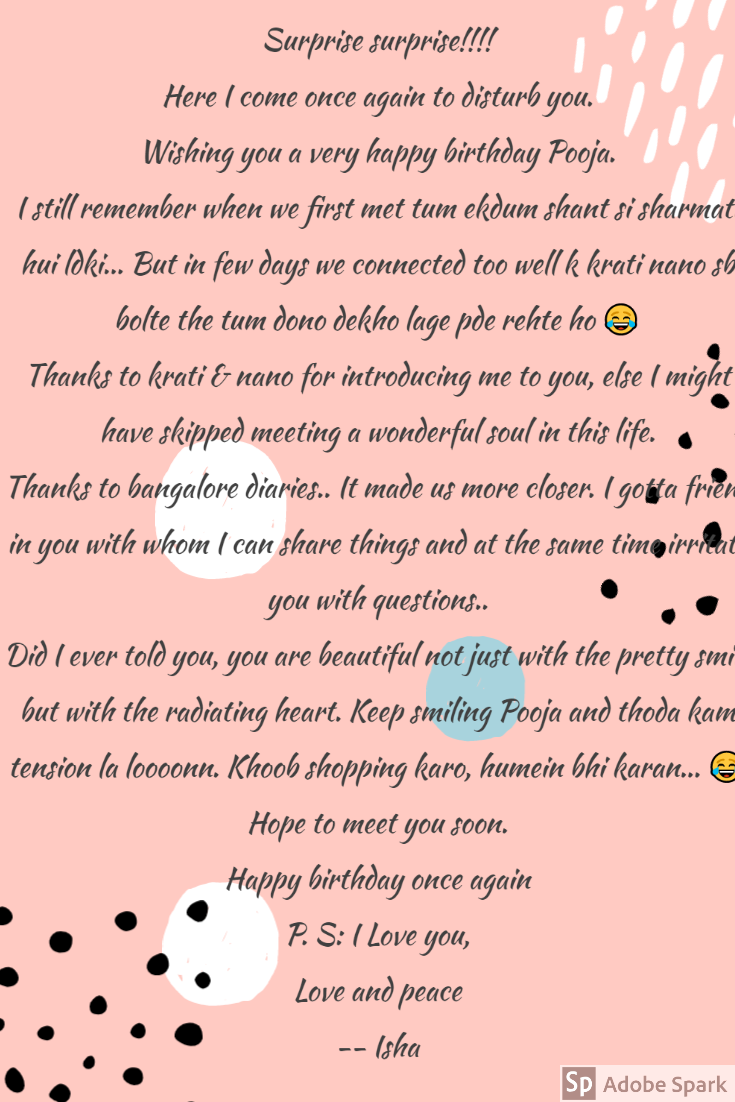 Surprise surprise!!!!
Here I come once again to disturb you.
Wishing you a very happy birthday Pooja.
I still remember when we first met tum ekdum shant si sharmat
hui ldki... But in few days we connected too well k krati nano sb
bolte the tum dono dekho lage pde rehte ho 😂
Thanks to krati & nano for introducing me to you, else I might
have skipped meeting a wonderful soul in this life.
Thanks to bangalore diaries.. It made us more closer. I gotta frien
in you with whom I can share things and at the same time irritat
you with questions..
Did I ever told you, you are beautiful not just with the pretty smi
but with the radiating heart. Keep smiling Pooja and thoda kam
tension la loooonn. Khoob shopping karo, humein bhi karan... 😂
Hope to meet you soon.
Happy birthday once again
P. S: I Love you,
Love and peace
-- Isha
Sp Adobe Spark